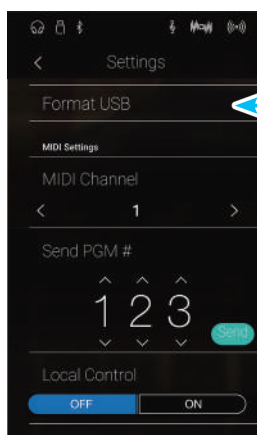 Settings
Format USB
MIDI Settings
MIDI Channel
1
Send PGM #
1 2 3
Send
Local Control
OFF ON